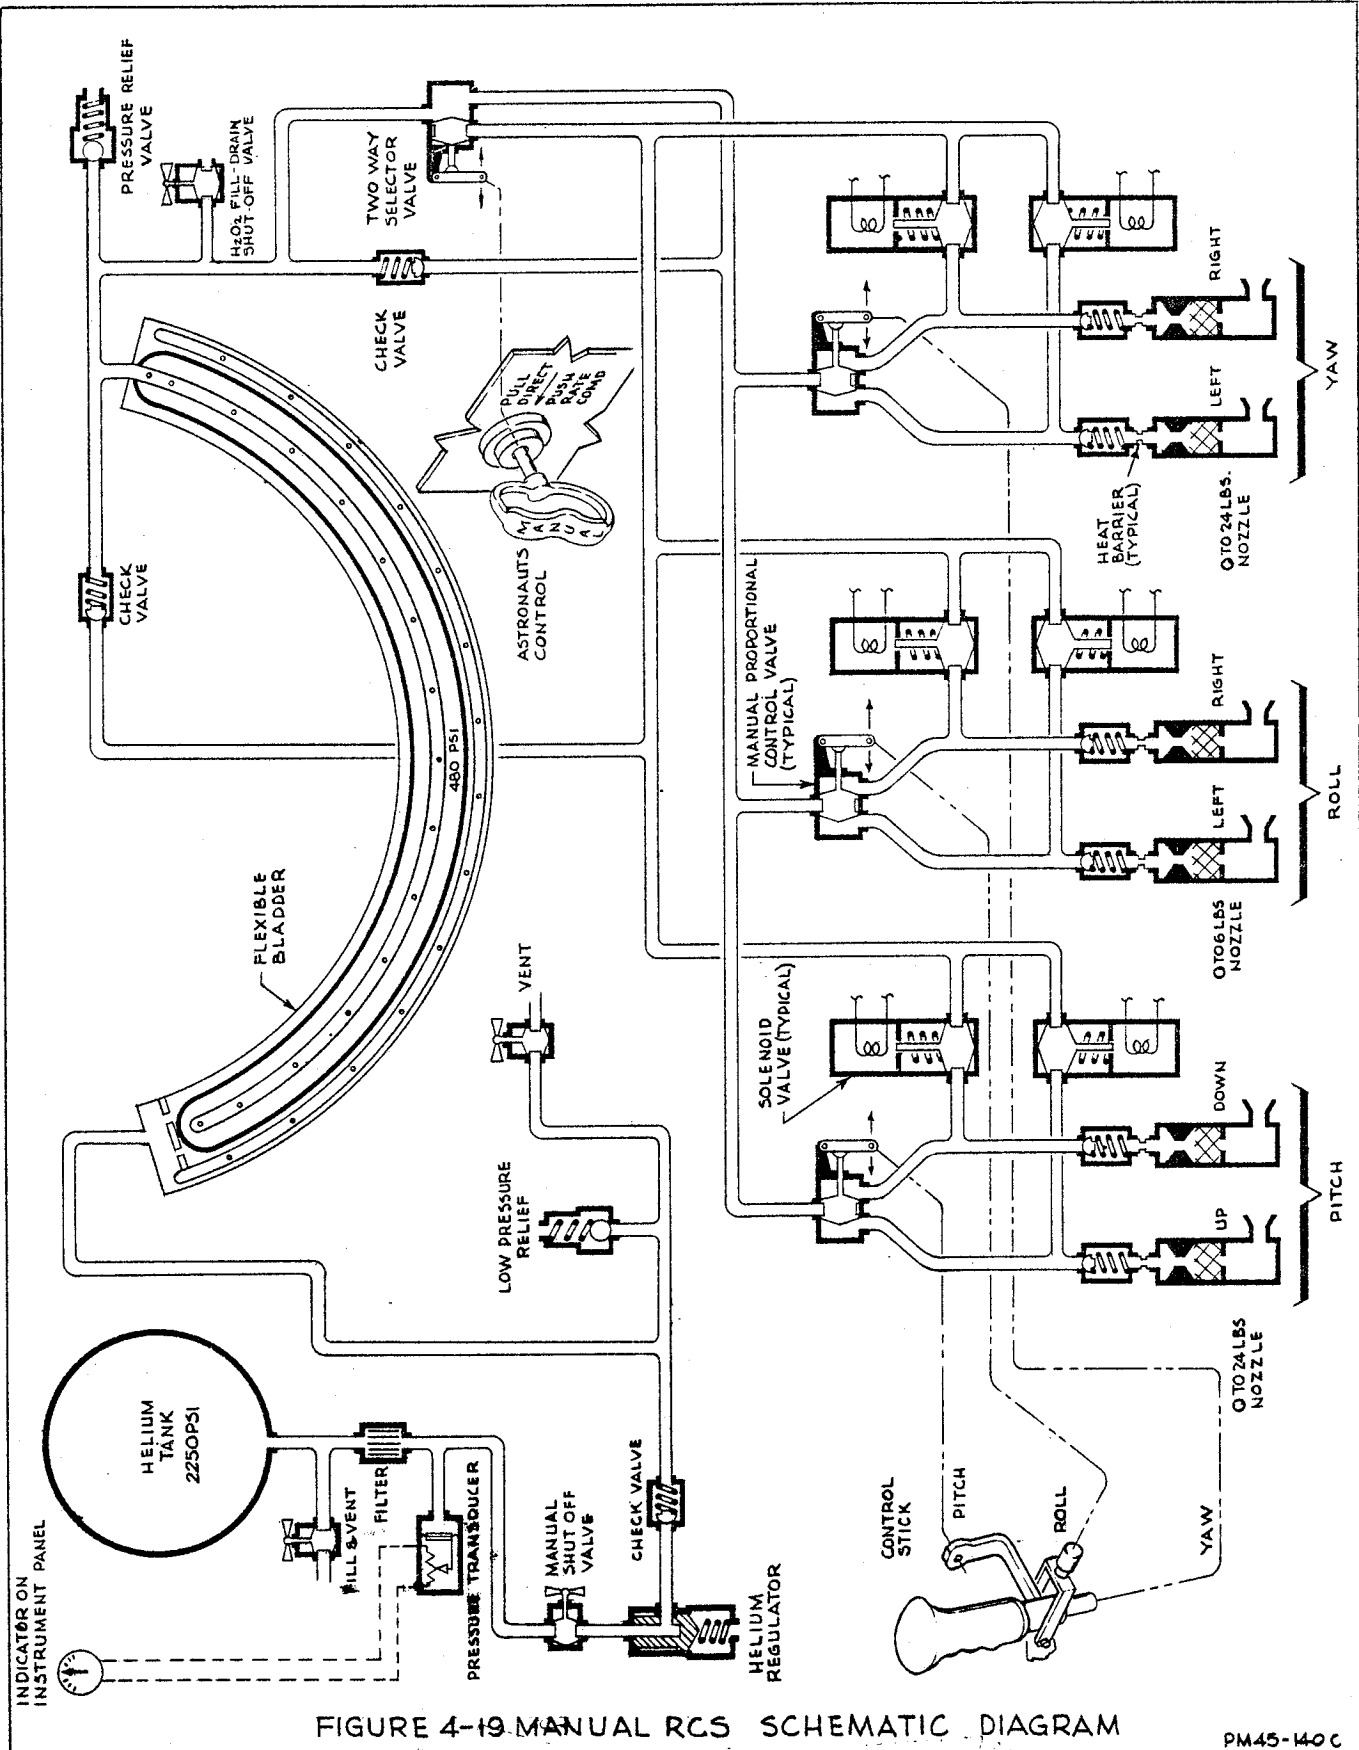 PRESSURE RELIEF
VALVE
H2O2 FILL-DRAIN
SHUT-OFF VALVE
TWO WAY
SELECTOR
VALVE
CHECK
VALVE
CHECK
VALVE
PULL
DIRECT
PUSH
RATE
COMD
MANUAL
ASTRONAUTS
CONTROL
480 PSI
FLEXIBLE
BLADDER
VENT
LOW PRESSURE
RELIEF
HELIUM
TANK
2250PSI
INDICATOR ON
INSTRUMENT PANEL
FILL & VENT
FILTER
PRESSURE TRANSDUCER
MANUAL
SHUT OFF
VALVE
CHECK VALVE
HELIUM
REGULATOR
MANUAL PROPORTIONAL
CONTROL VALVE
(TYPICAL)
SOLENOID
VALVE (TYPICAL)
HEAT
BARRIER
(TYPICAL)
RIGHT
LEFT
YAW
0 TO 24 LBS.
NOZZLE
RIGHT
LEFT
ROLL
0 TO 6 LBS
NOZZLE
DOWN
UP
PITCH
0 TO 24 LBS
NOZZLE
CONTROL
STICK
PITCH
ROLL
YAW
FIGURE 4-19 MANUAL RCS SCHEMATIC DIAGRAM
PM45-140C